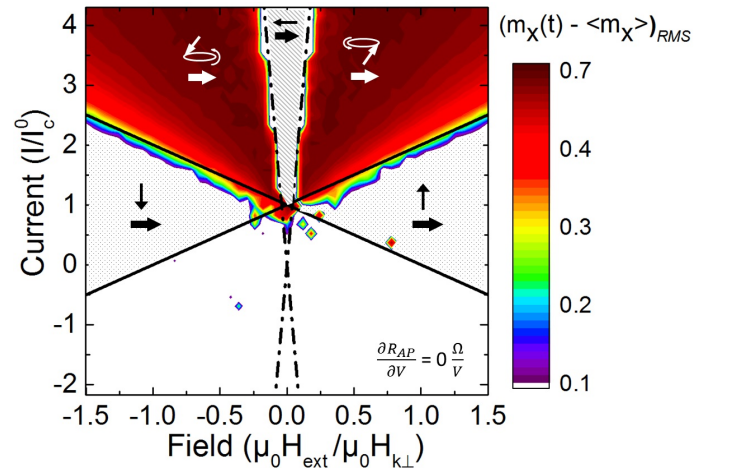 (m_X(t) - <m_x>)_RMS
4
3
2
1
0
-1
-2
Current (I/I_c^0)
∂R_AP/∂V = 0 Ω/V
-1.5 -1.0 -0.5 0.0 0.5 1.0 1.5
Field (μ_0H_ext/μ_0H_k⊥)
0.7
0.4
0.3
0.2
0.1